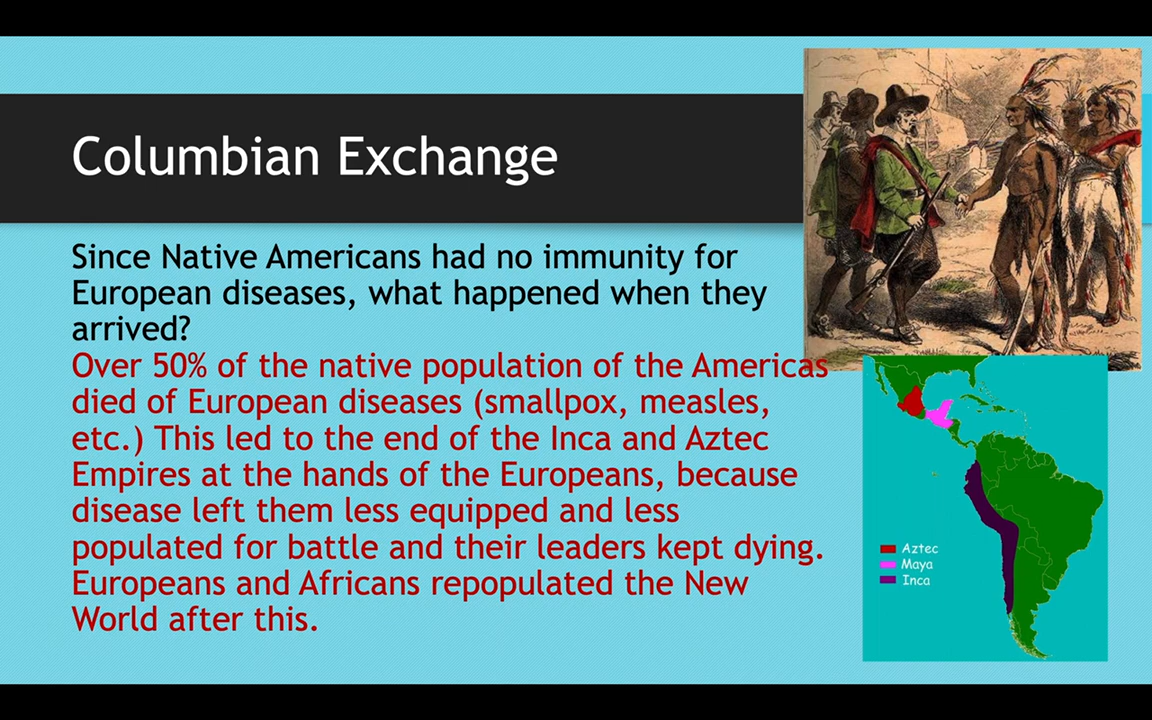 Columbian Exchange
Since Native Americans had no immunity for
European diseases, what happened when they
arrived?
Over 50% of the native population of the Americas
died of European diseases (smallpox, measles,
etc.) This led to the end of the Inca and Aztec
Empires at the hands of the Europeans, because
disease left them less equipped and less
populated for battle and their leaders kept dying.
Europeans and Africans repopulated the New
World after this.
Aztec
Maya
Inca